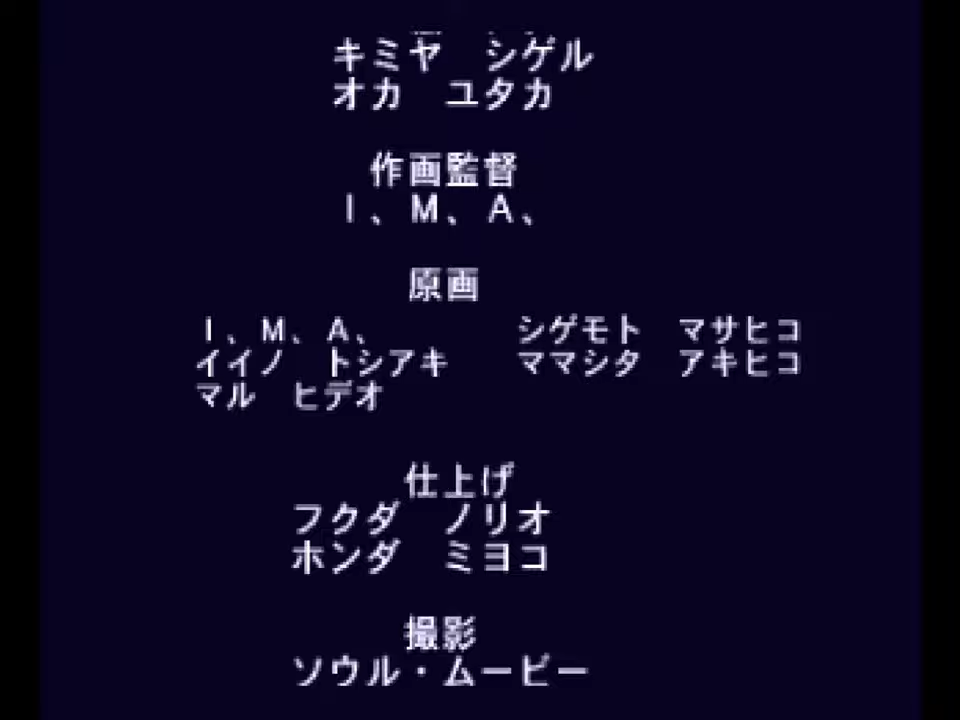 キミヤ　シゲル
オカ　ユタカ
作画監督
I、M、A、
原画
I、M、A、　シゲモト　マサヒコ
イイノ　トシアキ　ママシタ　アキヒコ
マル　ヒデオ
仕上げ
フクダ　ノリオ
ホンダ　ミヨコ
撮影
ソウル・ムービー